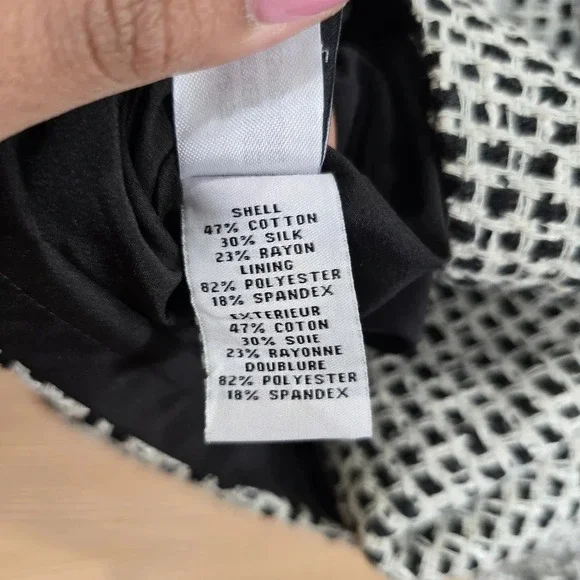 SHELL
47% COTTON
30% SILK
23% RAYON
LINING
82% POLYESTER
18% SPANDEX
EXTERIEUR
47% COTON
30% SOIE
23% RAYONNE
DOUBLURE
82% POLYESTER
18% SPANDEX